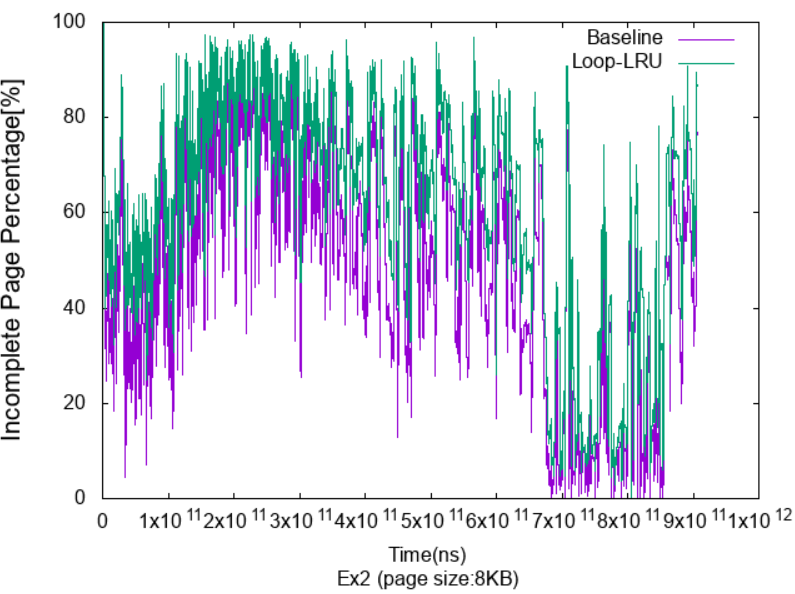 Incomplete Page Percentage[%]
100
80
60
40
20
0
Baseline
Loop-LRU
0 1x10 11 2x10 11 3x10 11 4x10 11 5x10 11 6x10 11 7x10 11 8x10 11 9x10 11 1x10 12
Time(ns)
Ex2 (page size:8KB)